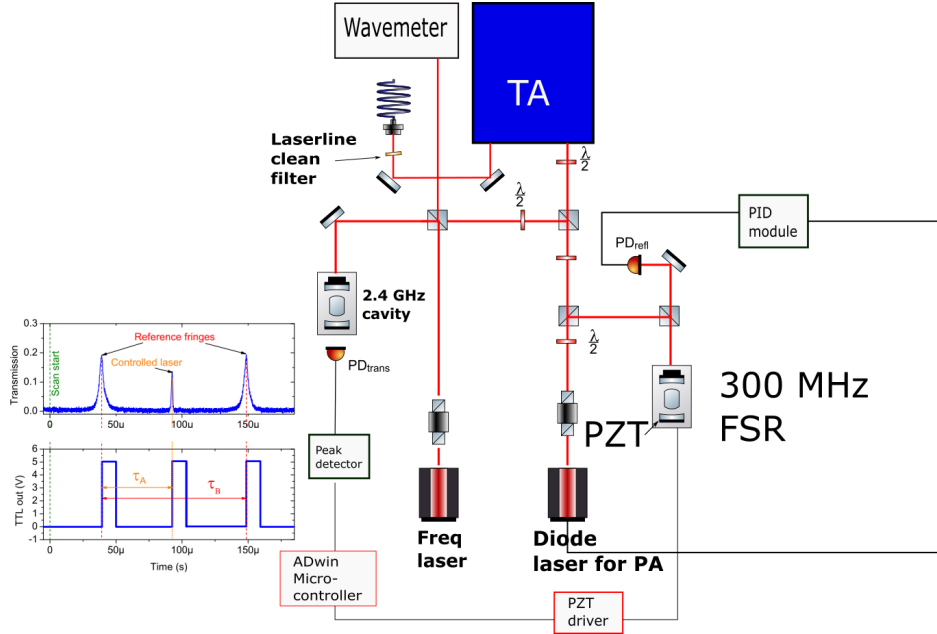 Wavemeter
TA
Laserline
clean
filter
λ
2
λ
2
PID
module
PD_refl
2.4 GHz
cavity
PD_trans
λ
2
300 MHz
FSR
PZT
Peak
detector
Freq
laser
Diode
laser for PA
ADwin
Micro-
controller
PZT
driver
0.3
0.2
0.1
0.0
Transmission
Scan start
Reference fringes
Controlled laser
0
50µ
100µ
150µ
6
5
4
3
2
1
0
-1
TTL out (V)
τ_A
τ_B
0
50µ
100µ
150µ
Time (s)